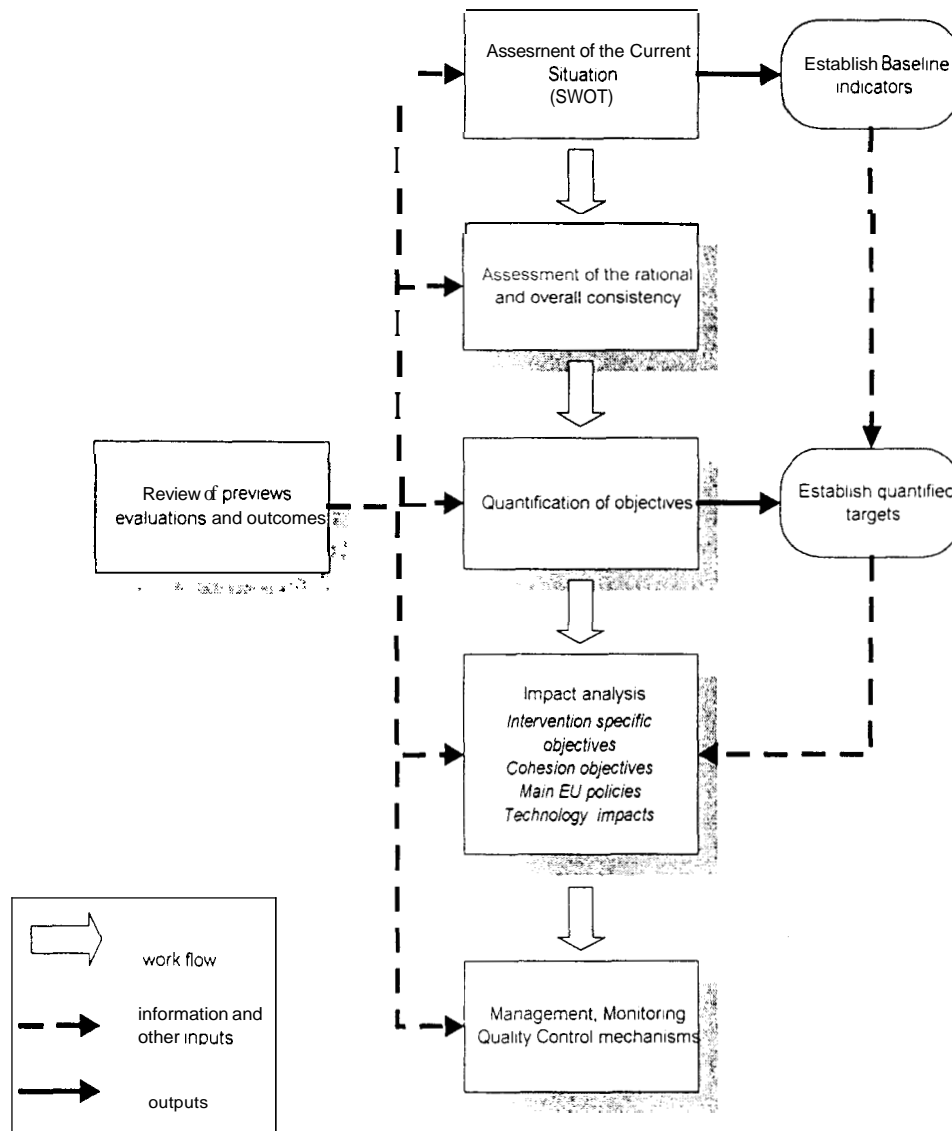 Assesment of the Current
Situation
(SWOT)
Establish Baseline
indicators
Assessment of the rational
and overall consistency
Review of previews
evaluations and outcomes
Quantification of objectives
Establish quantified
targets
Impact analysis
Intervention specific
objectives
Cohesion objectives
Main EU policies
Technology impacts
Management, Monitoring
Quality Control mechanisms
work flow
information and
other inputs
outputs